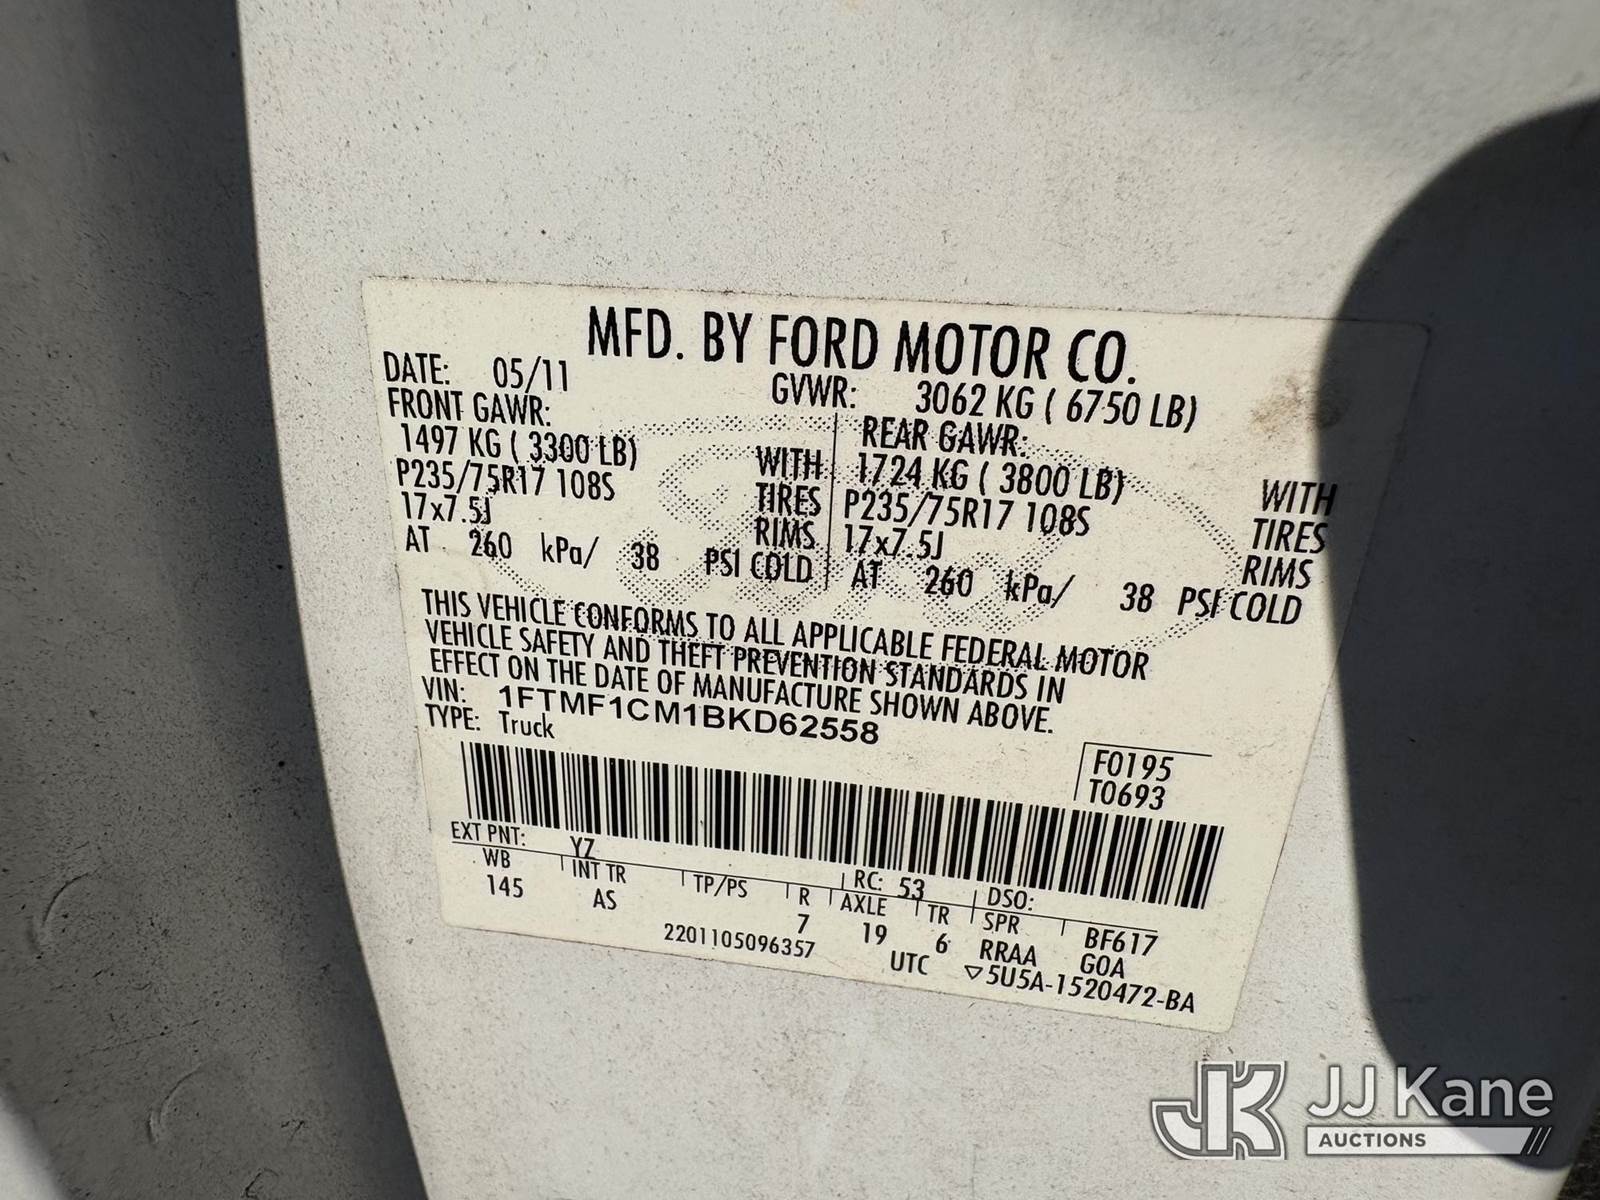 MFD. BY FORD MOTOR CO.
DATE: 05/11 GVWR: 3062 KG ( 6750 LB)
FRONT GAWR: REAR GAWR:
1497 KG ( 3300 LB) WITH 1724 KG ( 3800 LB) WITH
P235/75R17 108S TIRES P235/75R17 108S TIRES
17x7.5J RIMS 17x7.5J RIMS
AT 260 kPa/ 38 PSI COLD AT 260 kPa/ 38 PSI COLD
THIS VEHICLE CONFORMS TO ALL APPLICABLE FEDERAL MOTOR
VEHICLE SAFETY AND THEFT PREVENTION STANDARDS IN
EFFECT ON THE DATE OF MANUFACTURE SHOWN ABOVE.
VIN: 1FTMF1CM1BKD62558
TYPE: Truck
F0195
T0693
EXT PNT: YZ RC: 53 DSO:
WB INT TR TP/PS R AXLE TR SPR BF617
145 AS 7 19 6 RRAA GOA
2201105096357 UTC ▽5U5A-1520472-BA
JK JJ Kane
AUCTIONS